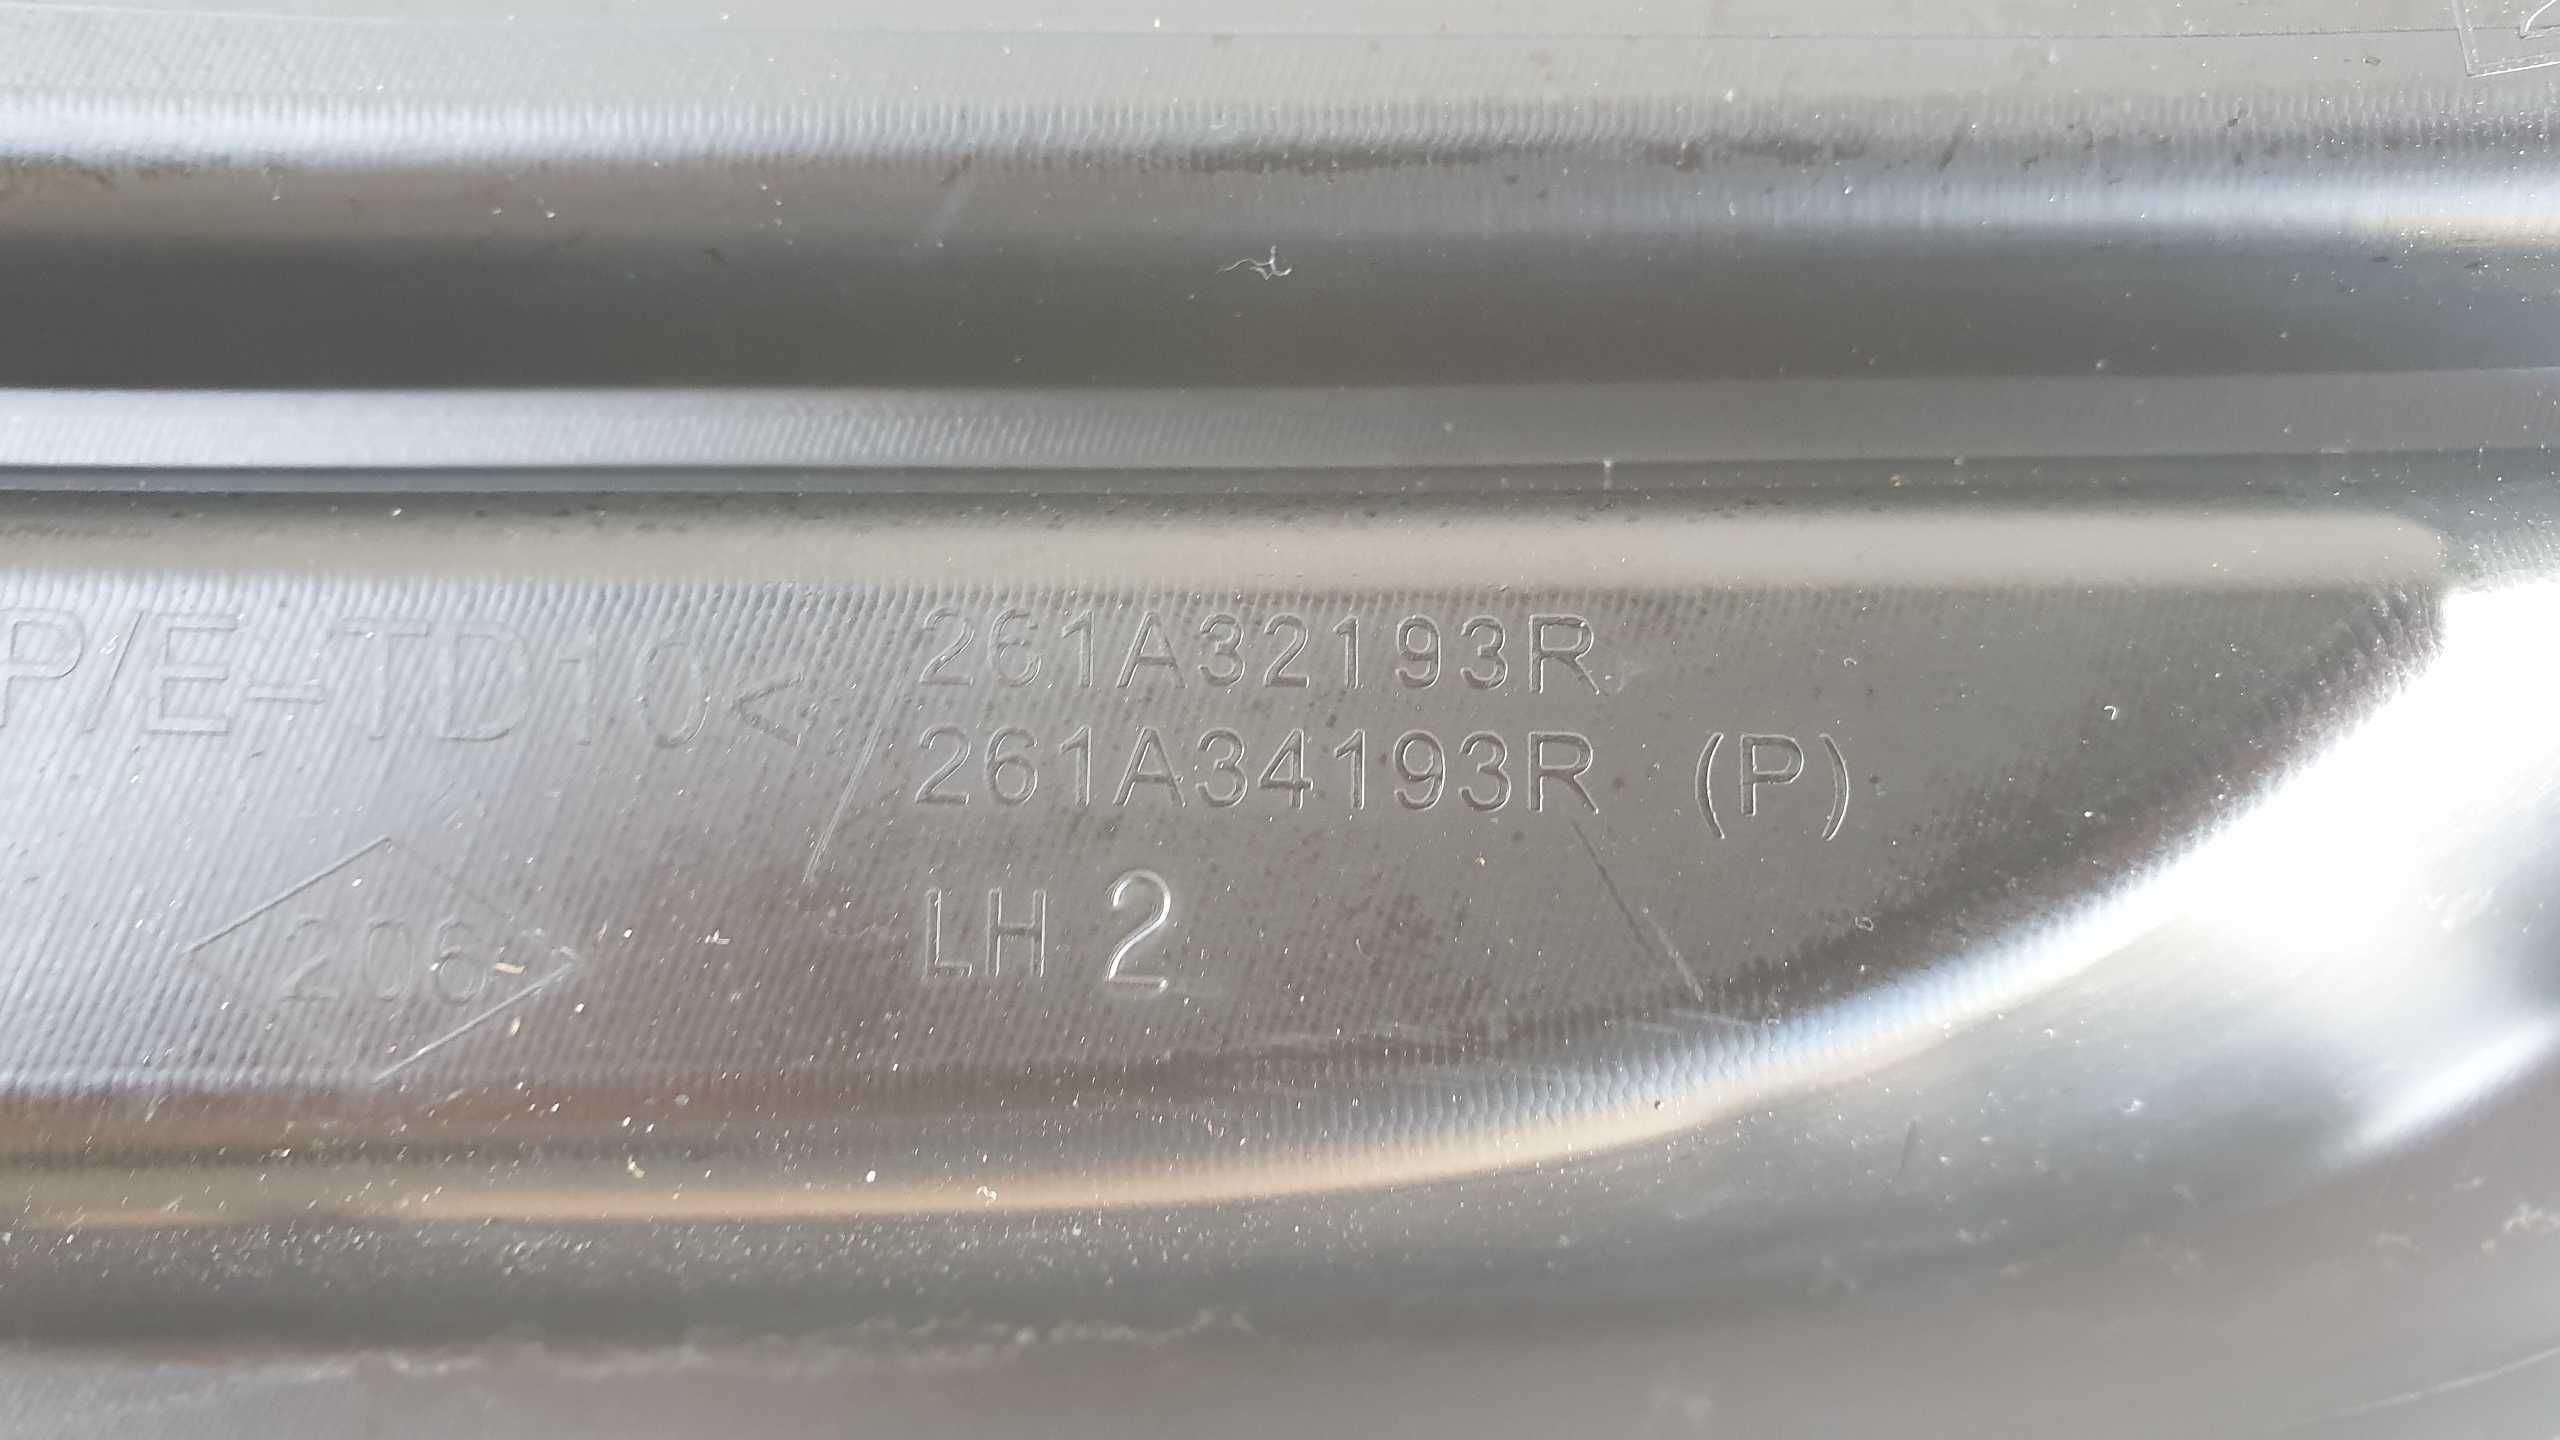 P/E-TD10<
261A32193R
261A34193R (P)
206
LH 2